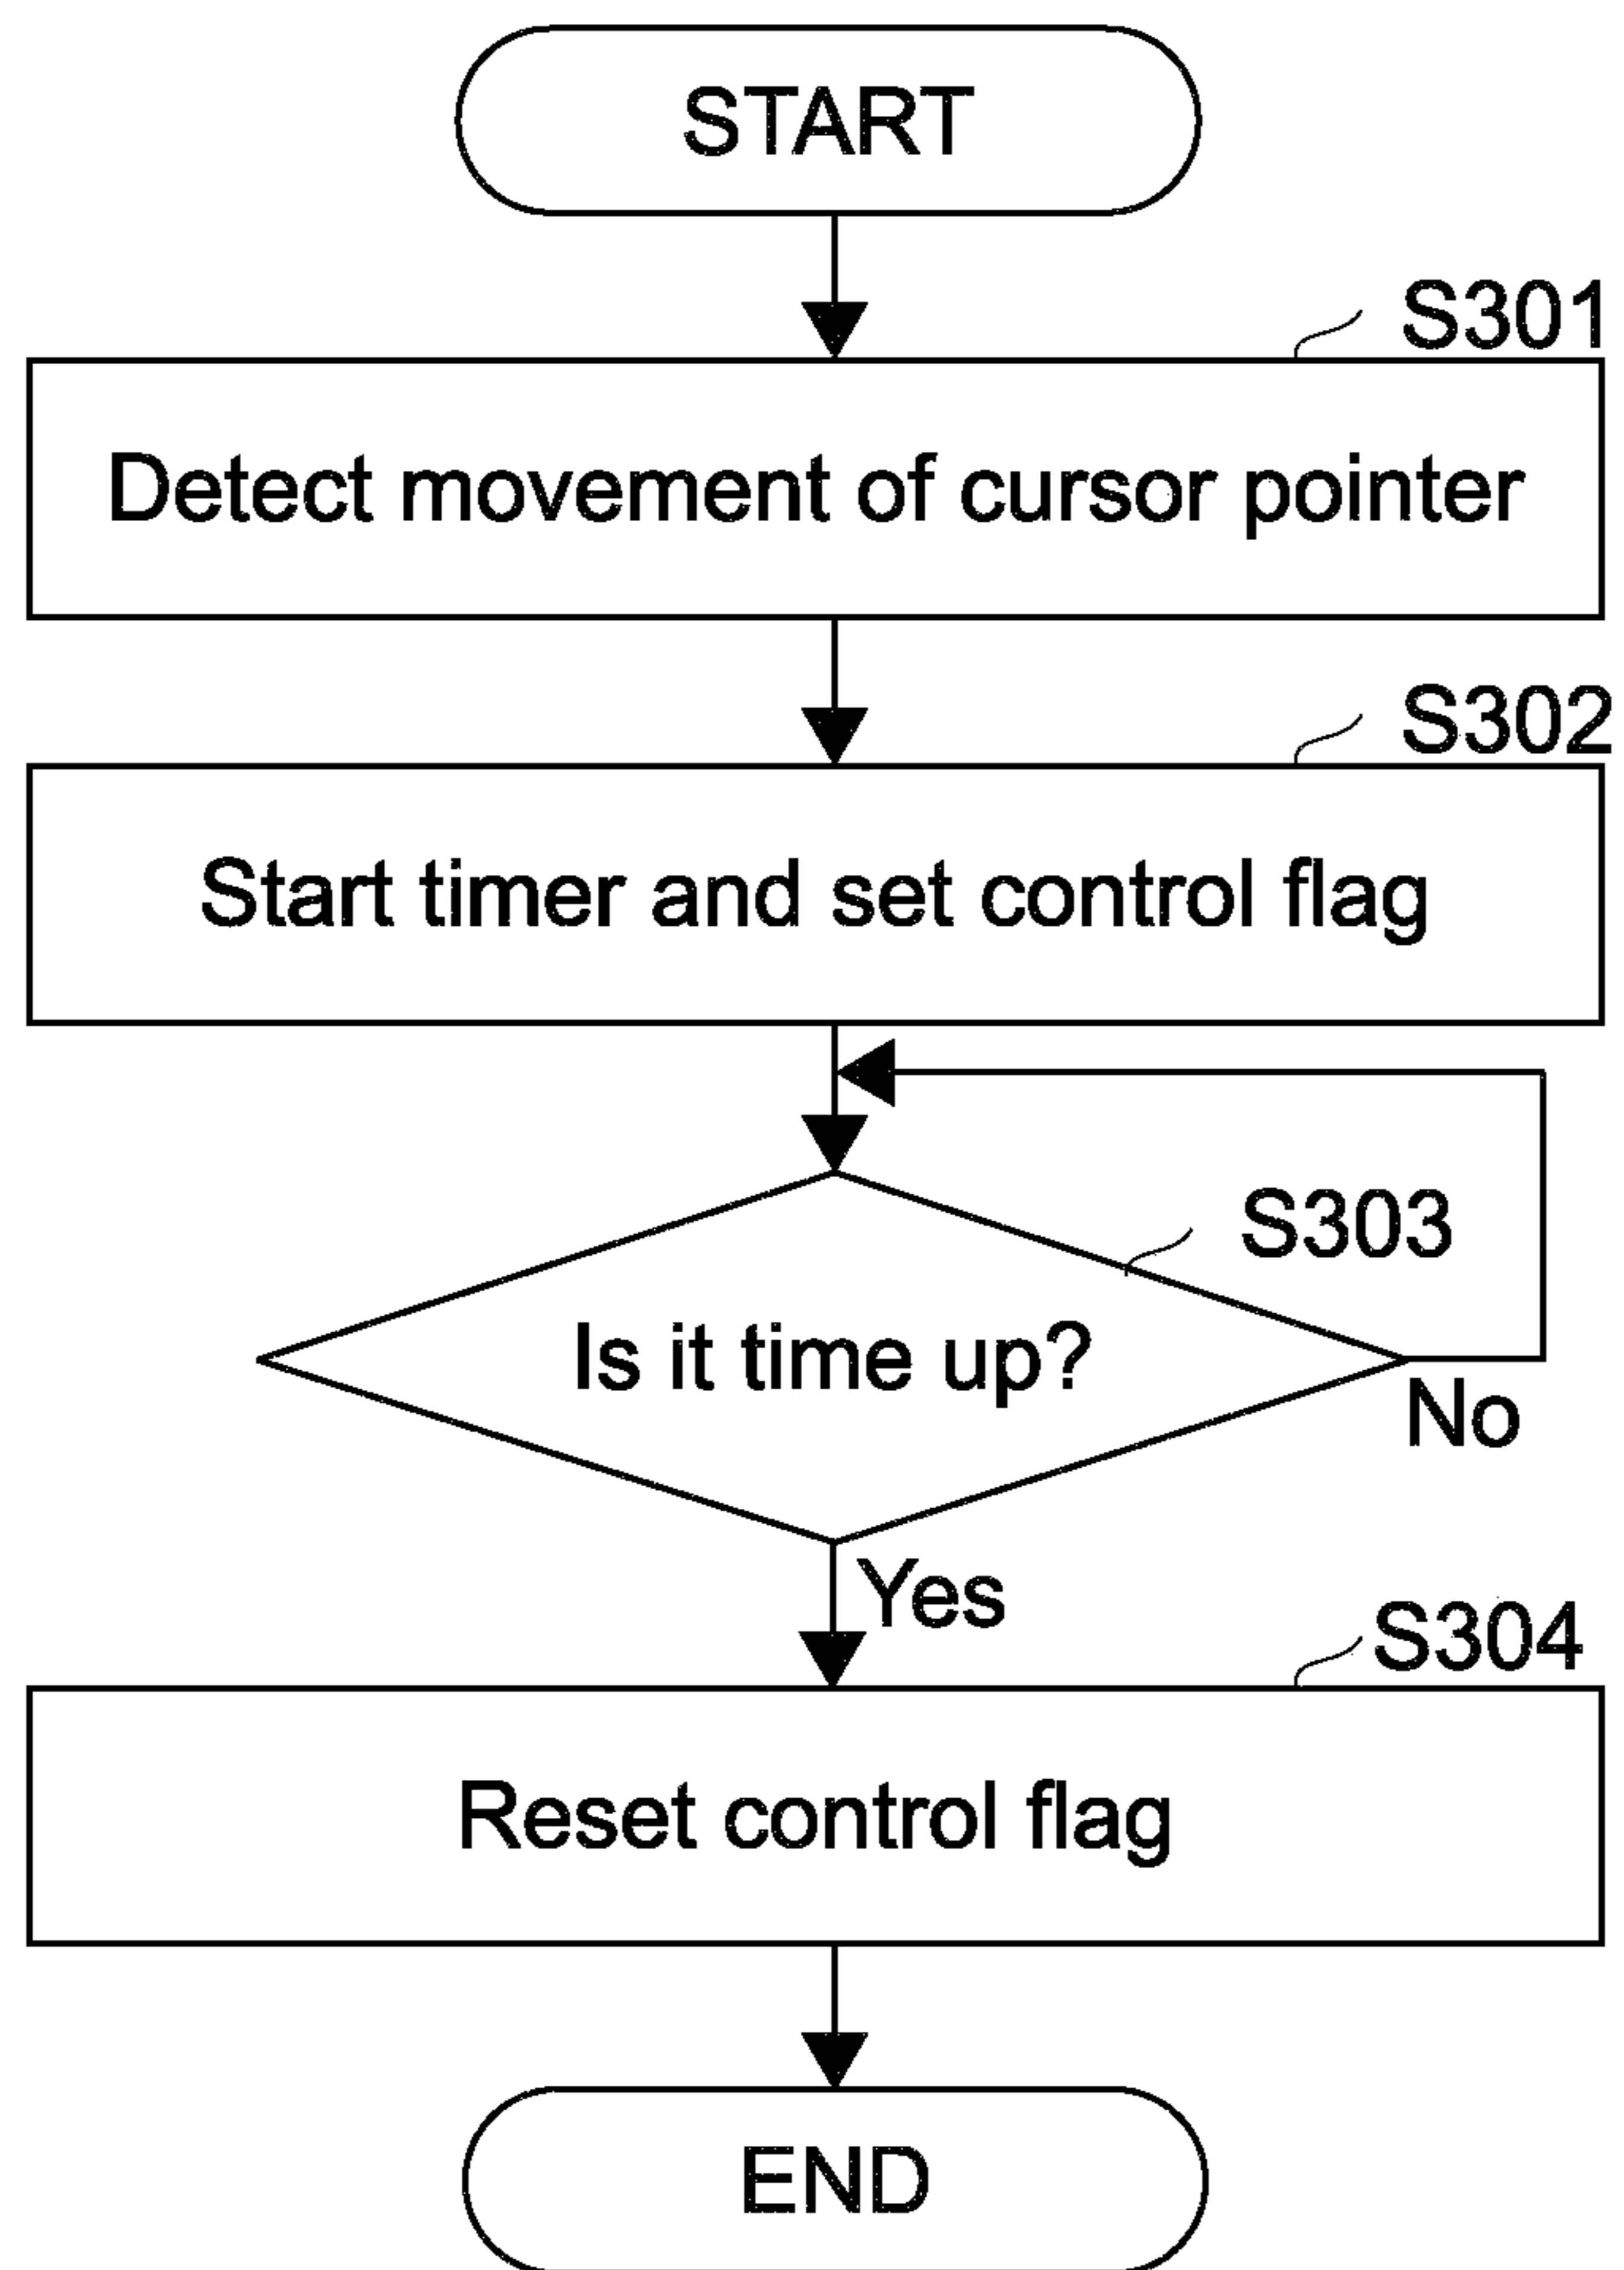 START
S301
Detect movement of cursor pointer
S302
Start timer and set control flag
S303
Is it time up?
No
Yes
S304
Reset control flag
END